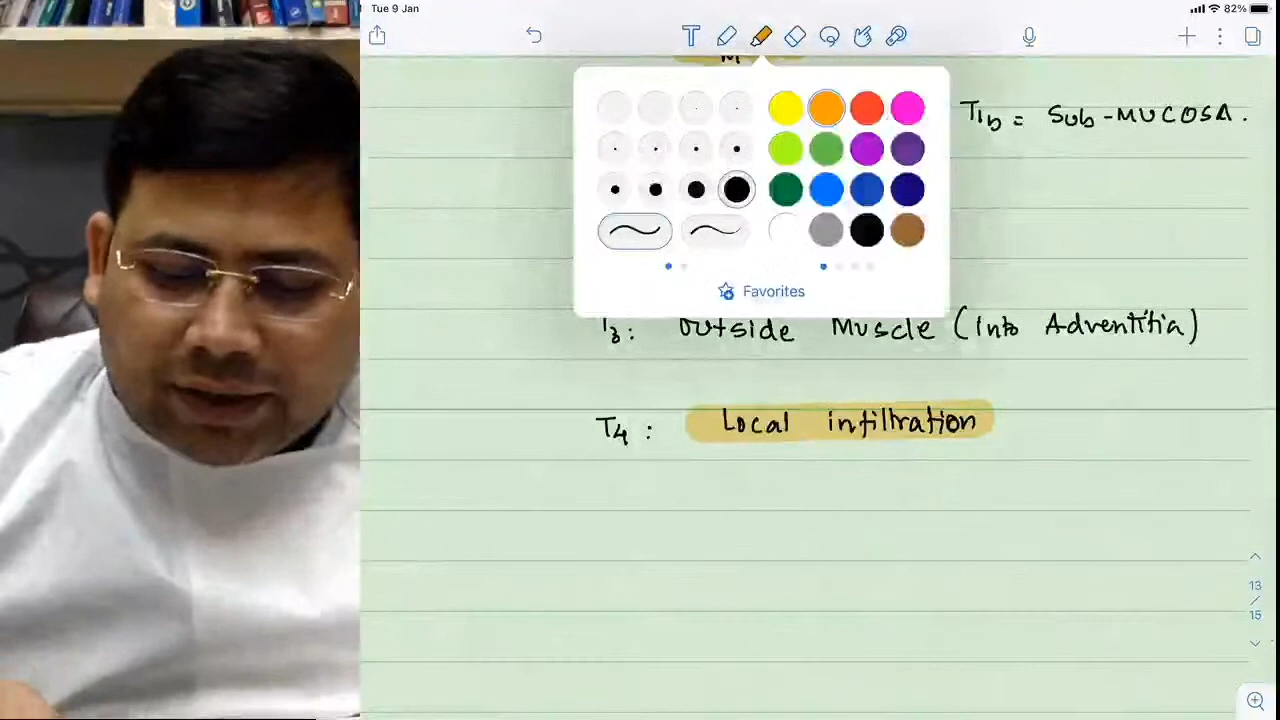 Tue 9 Jan
82%
T
T1b = Sub-MUCOSA.
Favorites
T3: Outside Muscle (into Adventitia)
T4: Local infiltration
13
/
15